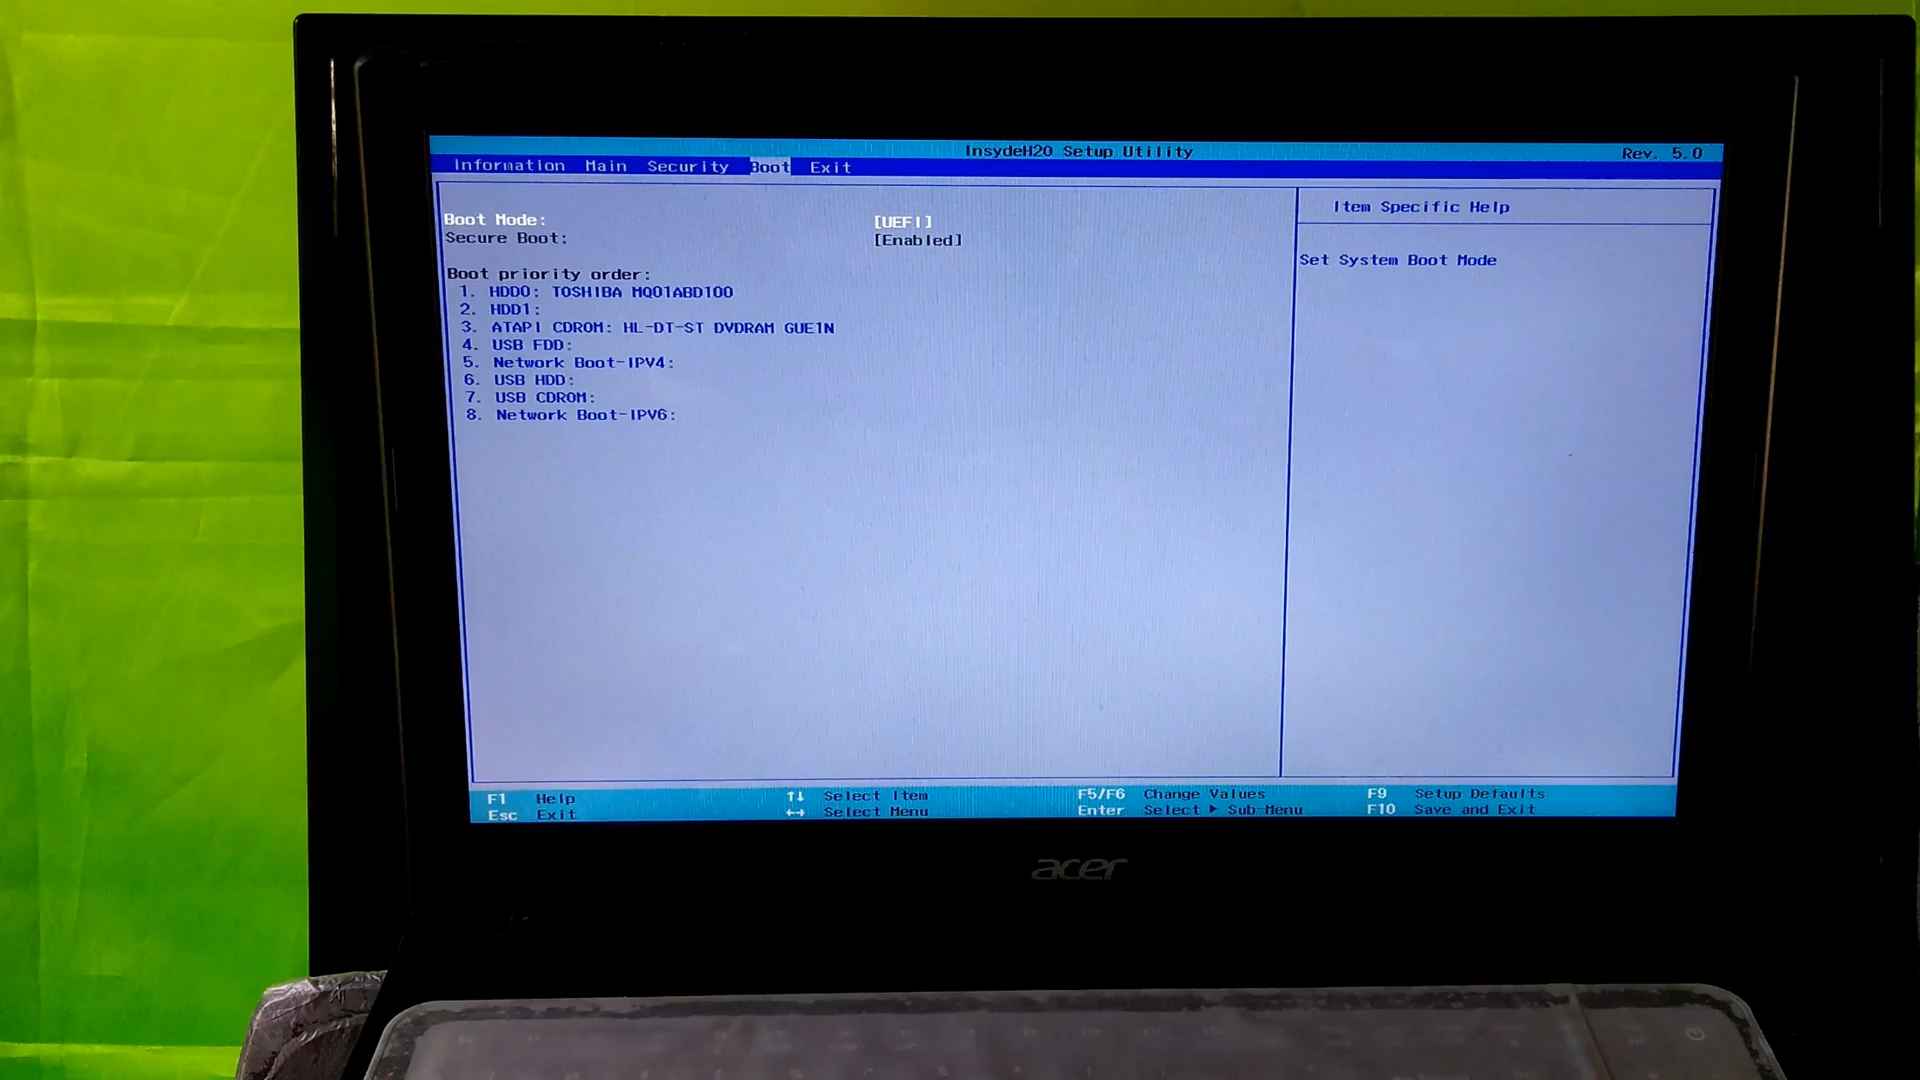 InsydeH20 Setup Utility Rev. 5.0
Information Main Security Boot Exit
Boot Mode: [UEFI]
Secure Boot: [Enabled]
Boot priority order:
1. HDD0: TOSHIBA MQ01ABD100
2. HDD1:
3. ATAPI CDROM: HL-DT-ST DVDRAM GUE1N
4. USB FDD:
5. Network Boot-IPV4:
6. USB HDD:
7. USB CDROM:
8. Network Boot-IPV6:
Item Specific Help
Set System Boot Mode
F1 Help ↑↓ Select Item F5/F6 Change Values F9 Setup Defaults
Esc Exit ←→ Select Menu Enter Select ▶ Sub-Menu F10 Save and Exit
acer